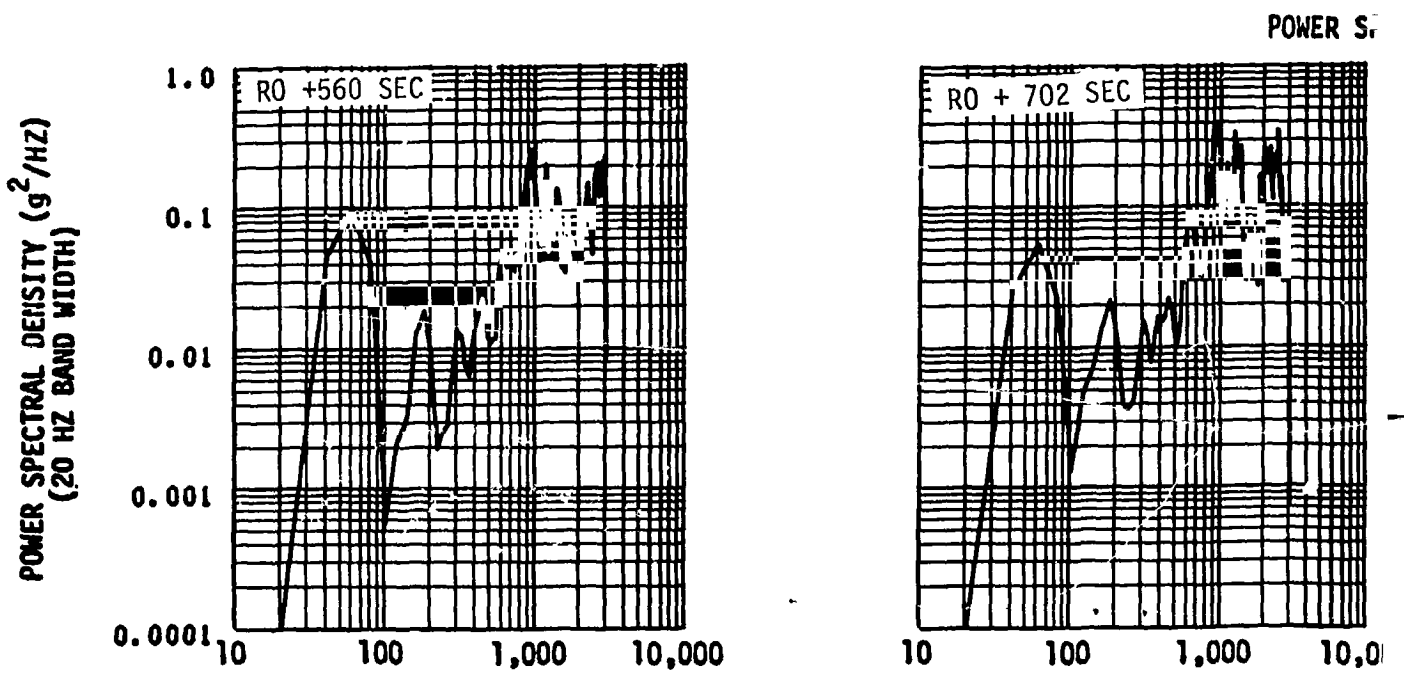 POWER
RO +560 SEC
RO + 702 SEC
POWER SPECTRAL DENSITY (g²/HZ)
(20 HZ BAND WIDTH)
1.0
0.1
0.01
0.001
0.0001
10 100 1,000 10,000
10 100 1,000